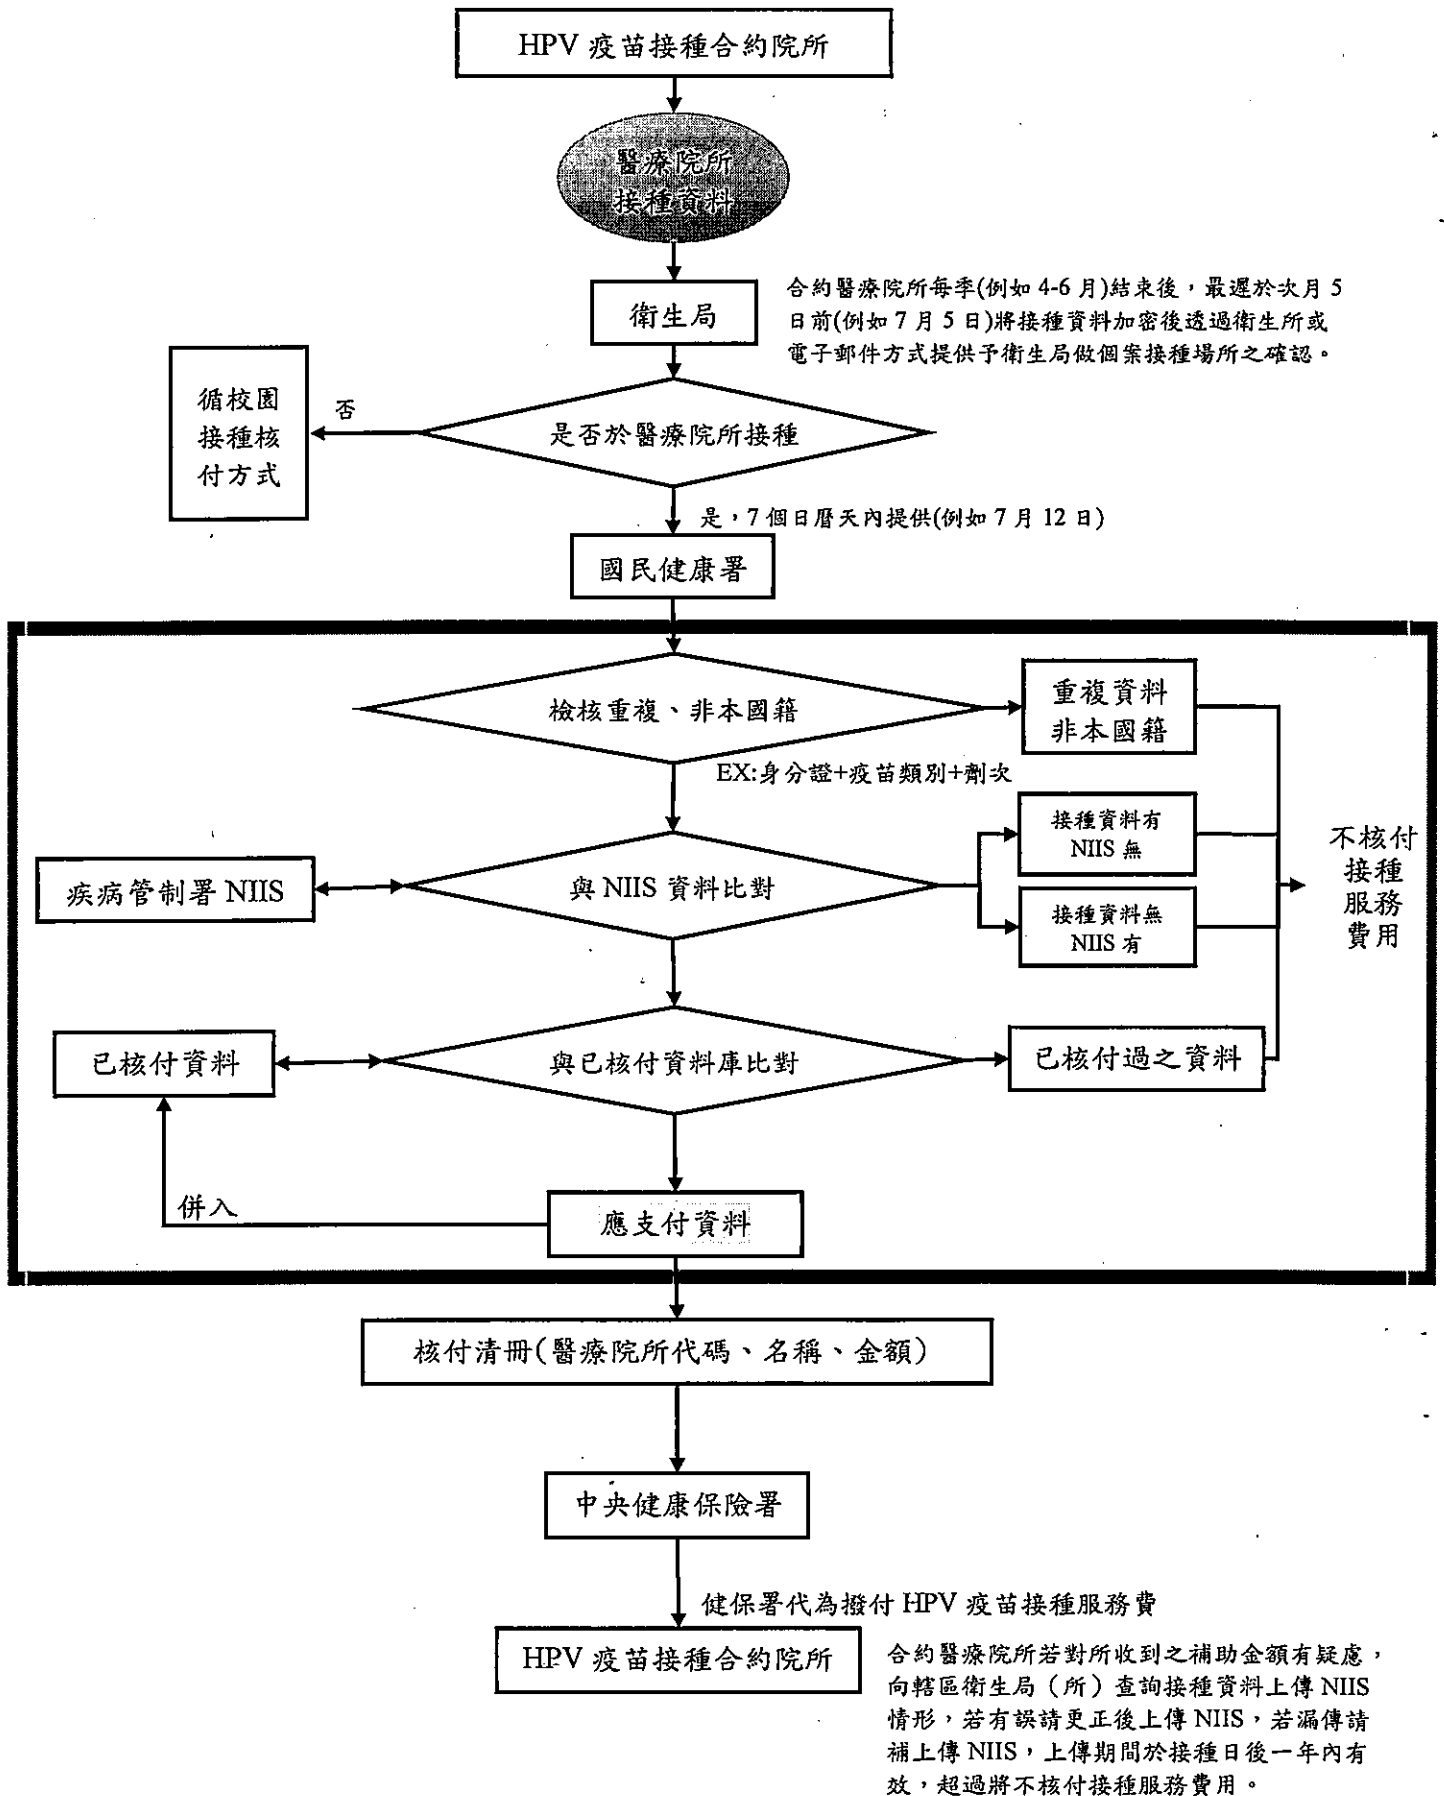 HPV 疫苗接種合約院所
醫療院所
接種資料
衛生局
合約醫療院所每季(例如 4-6 月)結束後，最遲於次月 5
日前(例如 7 月 5 日)將接種資料加密後透過衛生所或
電子郵件方式提供予衛生局做個案接種場所之確認。
循校園
接種核
付方式
否
是否於醫療院所接種
是，7 個日曆天內提供(例如 7 月 12 日)
國民健康署
檢核重複、非本國籍
重複資料
非本國籍
EX:身分證+疫苗類別+劑次
接種資料有
NIIS 無
疾病管制署 NIIS
與 NIIS 資料比對
接種資料無
NIIS 有
不核付
接種
服務
費用
已核付資料
與已核付資料庫比對
已核付過之資料
併入
應支付資料
核付清冊(醫療院所代碼、名稱、金額)
中央健康保險署
健保署代為撥付 HPV 疫苗接種服務費
HPV 疫苗接種合約院所
合約醫療院所若對所收到之補助金額有疑慮，
向轄區衛生局（所）查詢接種資料上傳 NIIS
情形，若有誤請更正後上傳 NIIS，若漏傳請
補上傳 NIIS，上傳期間於接種日後一年內有
效，超過將不核付接種服務費用。